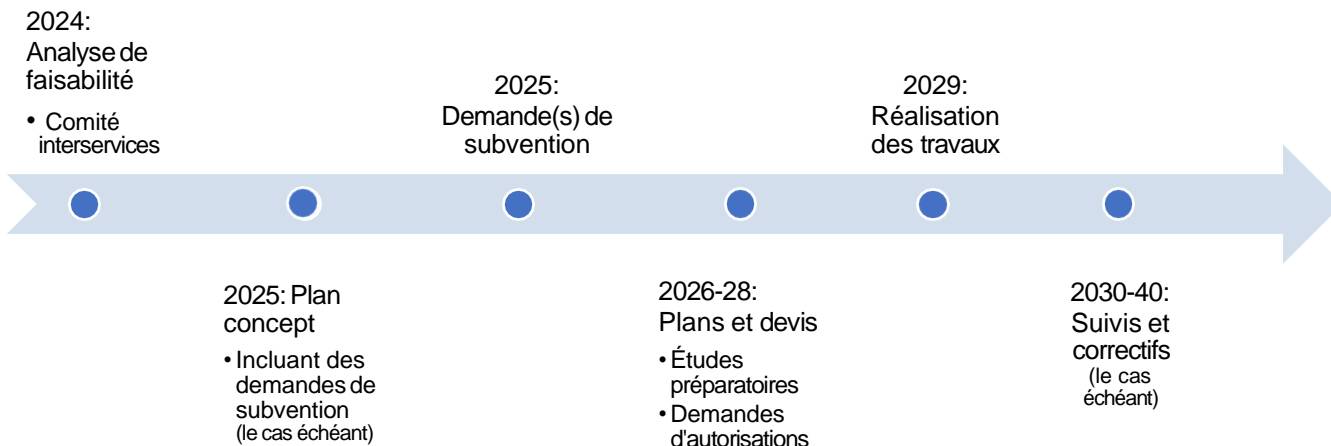 2024:
Analyse de
faisabilité
• Comité
interservices
2025: Plan
concept
• Incluant des
demandes de
subvention
(le cas échéant)
2025:
Demande(s) de
subvention
2026-28:
Plans et devis
• Études
préparatoires
• Demandes
d'autorisations
2029:
Réalisation
des travaux
2030-40:
Suivis et
correctifs
(le cas
échéant)